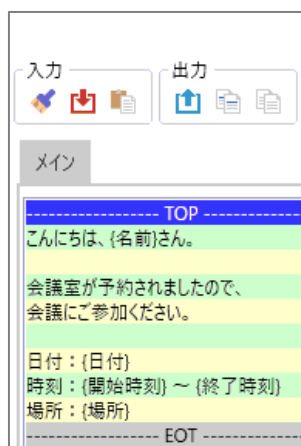 入力
出力
メイン
------------------ TOP -------------
こんにちは、{名前}さん。
会議室が予約されましたので、
会議にご参加ください。
日付：{日付}
時刻：{開始時刻} ～ {終了時刻}
場所：{場所}
------------------ EOT -------------